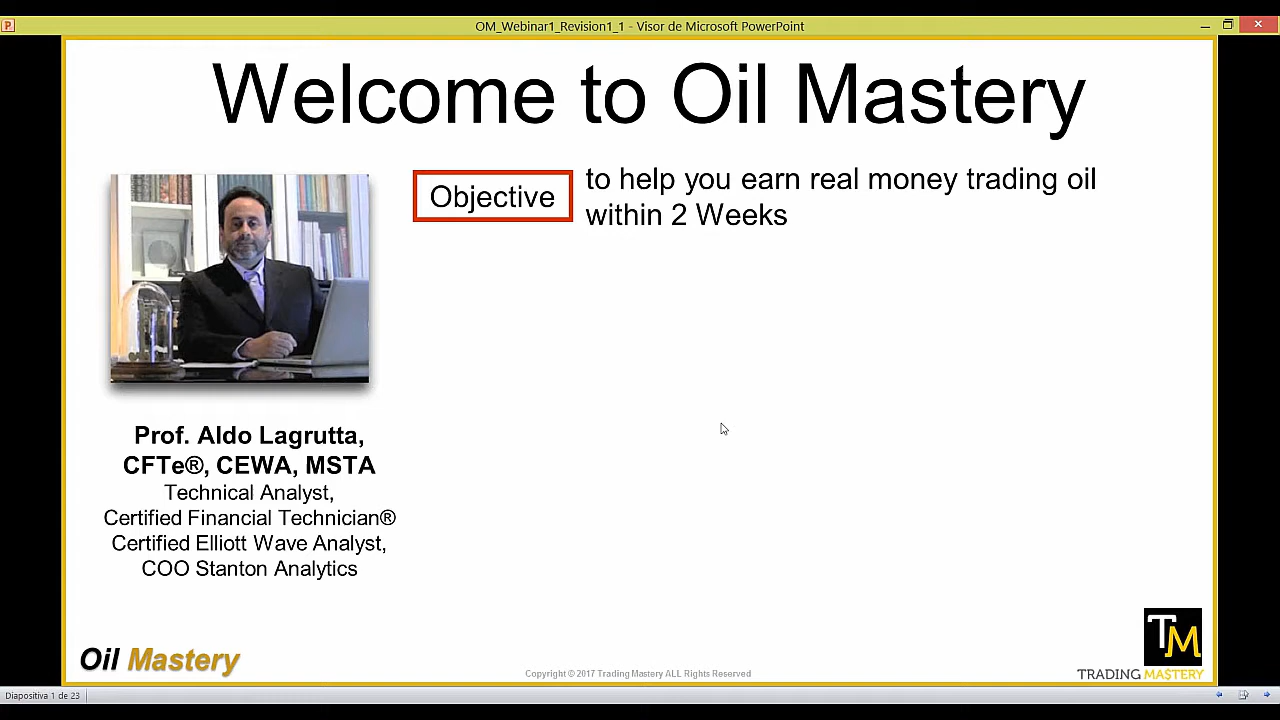 OM_Webinar1_Revision1_1 - Visor de Microsoft PowerPoint
Welcome to Oil Mastery
Objective
to help you earn real money trading oil
within 2 Weeks
Prof. Aldo Lagrutta,
CFTe®, CEWA, MSTA
Technical Analyst,
Certified Financial Technician®
Certified Elliott Wave Analyst,
COO Stanton Analytics
Oil Mastery
Copyright © 2017 Trading Mastery ALL Rights Reserved
TM
TRADING MASTERY
Diapositiva 1 de 23